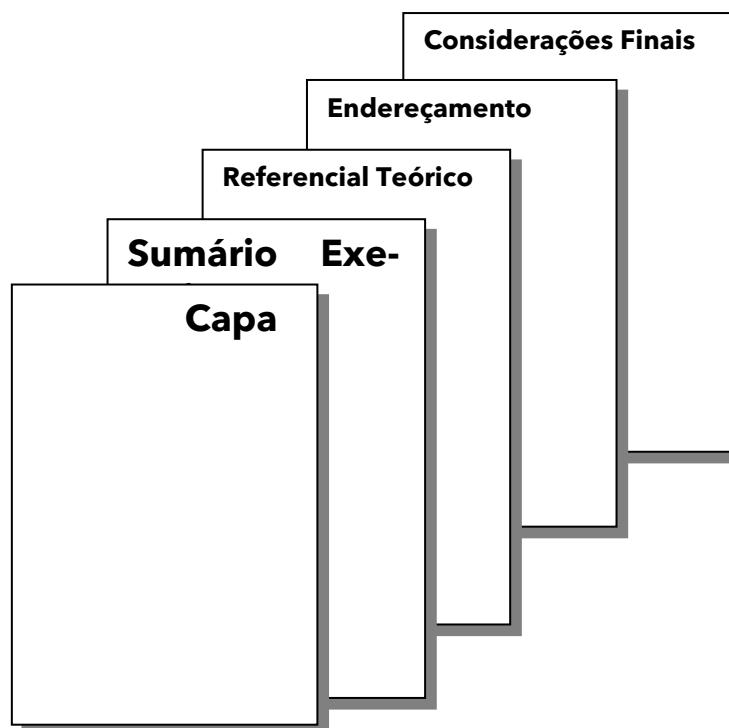 Considerações Finais
Endereçamento
Referencial Teórico
Sumário Exe-
Capa